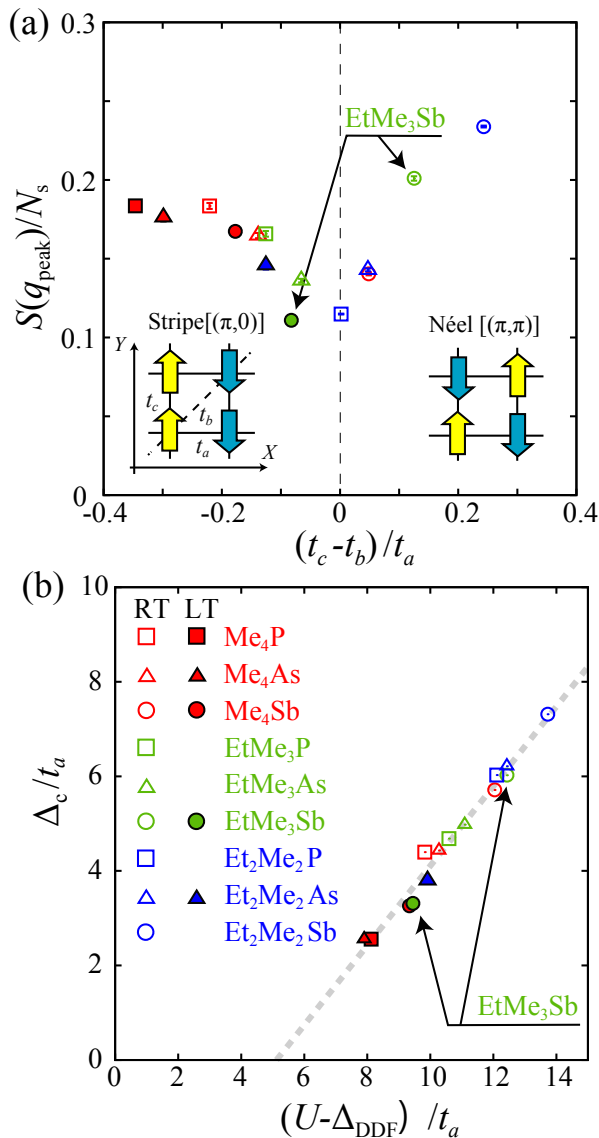 (a)
0.3
0.2
0.1
0
S(q_peak)/N_s
EtMe₃Sb
Stripe[(π,0)]
Néel [(π,π)]
Y
t_c
t_b
t_a
X
-0.4 -0.2 0 0.2 0.4
(t_c - t_b) / t_a
(b)
10
8
6
4
2
0
Δ_c/t_a
RT LT
Me₄P
Me₄As
Me₄Sb
EtMe₃P
EtMe₃As
EtMe₃Sb
Et₂Me₂P
Et₂Me₂As
Et₂Me₂Sb
EtMe₃Sb
0 2 4 6 8 10 12 14
(U-Δ_DDF) /t_a